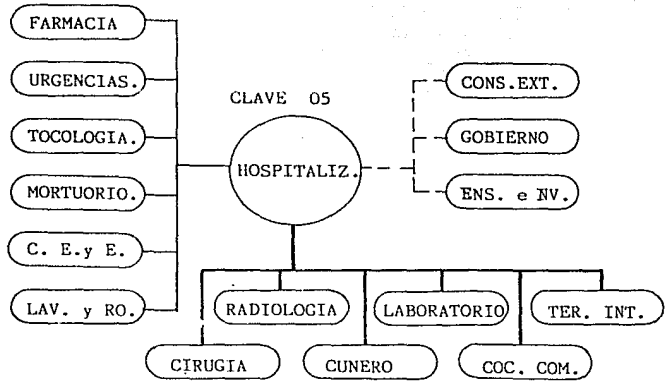 FARMACIA
URGENCIAS.
TOCOLOGIA.
MORTUORIO.
C. E.y E.
LAV. y RO.
CLAVE 05
HOSPITALIZ.
CONS.EXT.
GOBIERNO
ENS. e NV.
RADIOLOGIA
LABORATORIO
TER. INT.
CIRUGIA
CUNERO
COC. COM.